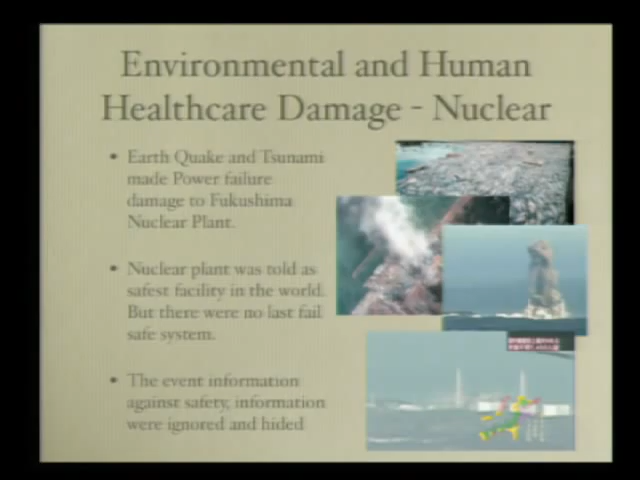 Environmental and Human
Healthcare Damage - Nuclear
• Earth Quake and Tsunami
made Power failure
damage to Fukushima
Nuclear Plant.
• Nuclear plant was told as
safest facility in the world.
But there were no last fail
safe system.
• The event information
against safety, information
were ignored and hided